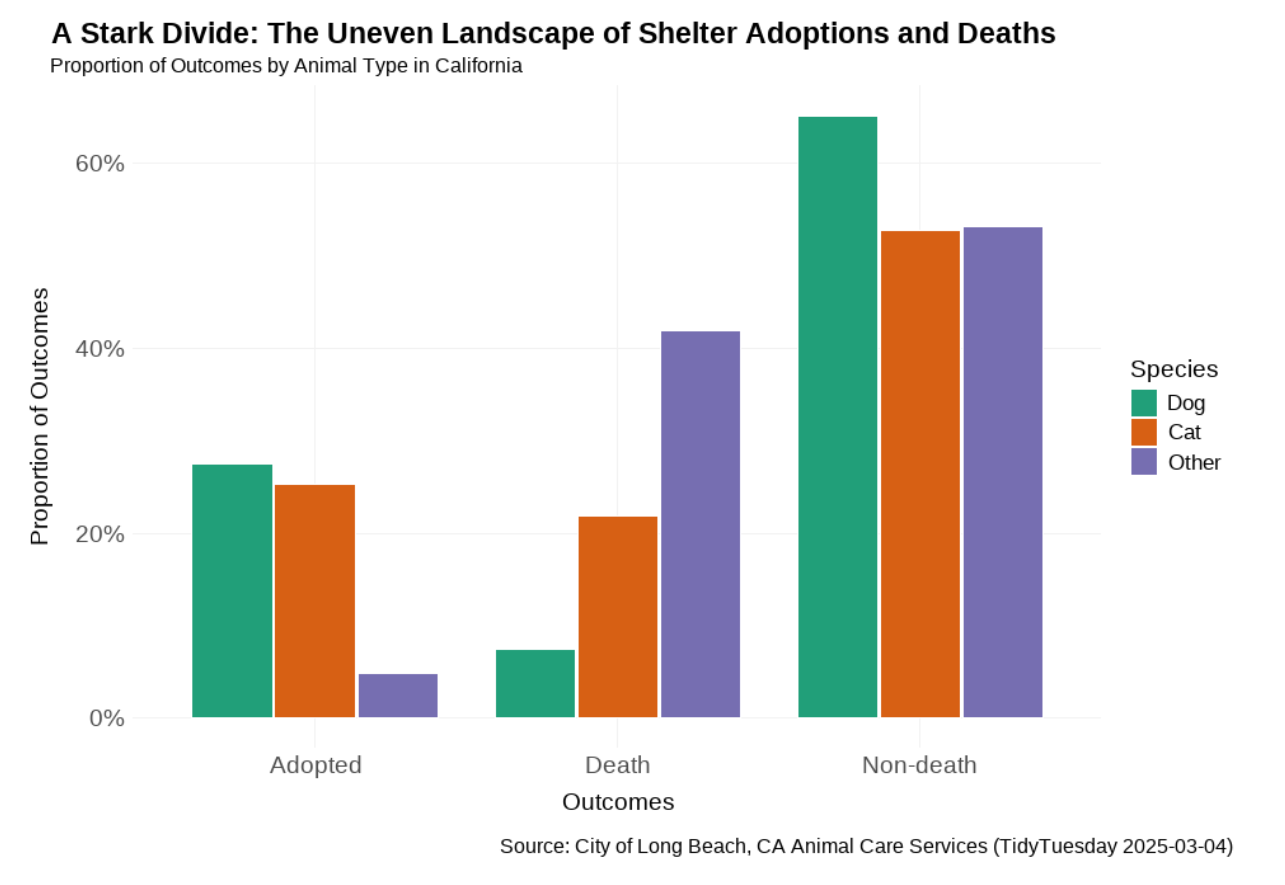 A Stark Divide: The Uneven Landscape of Shelter Adoptions and Deaths
Proportion of Outcomes by Animal Type in California
Proportion of Outcomes
60%
40%
20%
0%
Adopted
Death
Non-death
Outcomes
Species
Dog
Cat
Other
Source: City of Long Beach, CA Animal Care Services (TidyTuesday 2025-03-04)